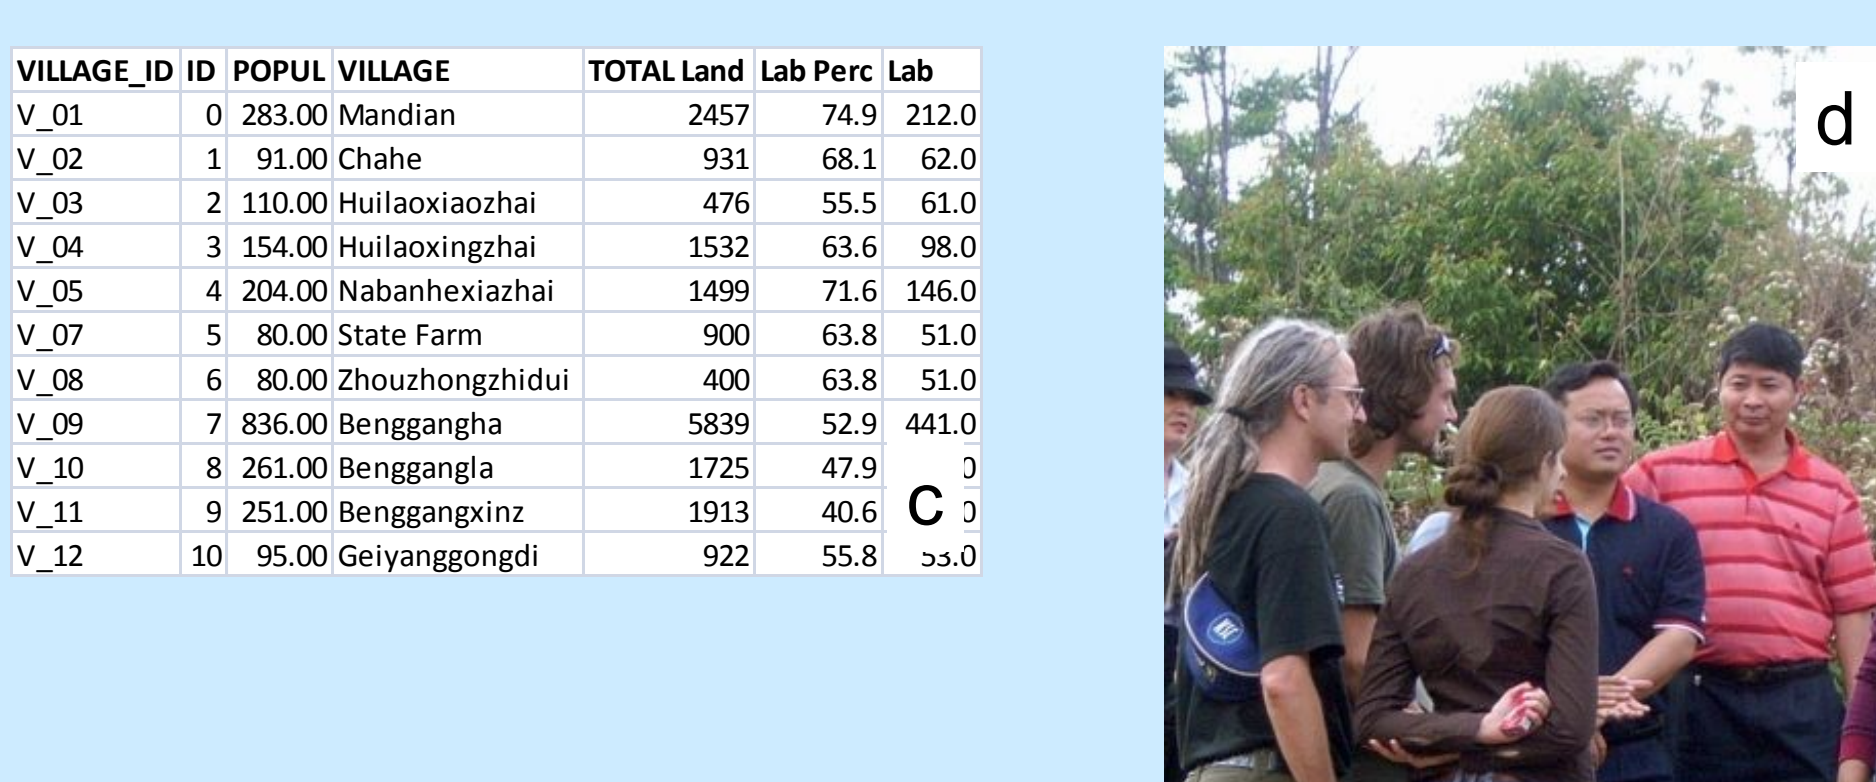 VILLAGE_ID ID POPUL VILLAGE TOTAL Land Lab Perc Lab
V_01 0 283.00 Mandian 2457 74.9 212.0
V_02 1 91.00 Chahe 931 68.1 62.0
V_03 2 110.00 Huilaoxiaozhai 476 55.5 61.0
V_04 3 154.00 Huilaoxingzhai 1532 63.6 98.0
V_05 4 204.00 Nabanhexiazhai 1499 71.6 146.0
V_07 5 80.00 State Farm 900 63.8 51.0
V_08 6 80.00 Zhouzhongzhidui 400 63.8 51.0
V_09 7 836.00 Benggangha 5839 52.9 441.0
V_10 8 261.00 Benggangla 1725 47.9
V_11 9 251.00 Benggangxinz 1913 40.6
V_12 10 95.00 Geiyanggongdi 922 55.8 53.0
c
d